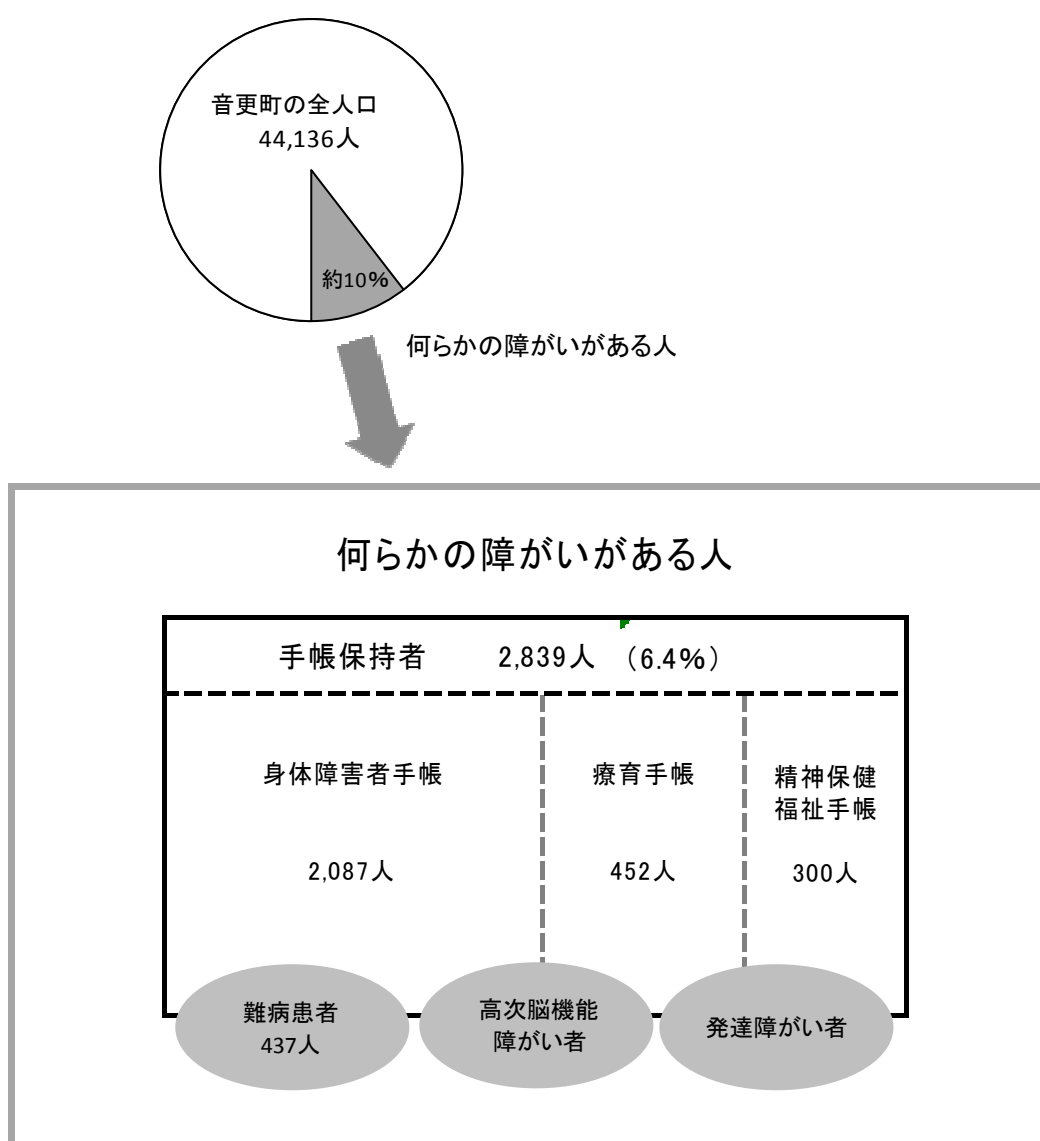 音更町の全人口
44,136人
約10%
何らかの障がいがある人
何らかの障がいがある人
手帳保持者 2,839人 （6.4%）
身体障害者手帳
2,087人
療育手帳
452人
精神保健
福祉手帳
300人
難病患者
437人
高次脳機能
障がい者
発達障がい者